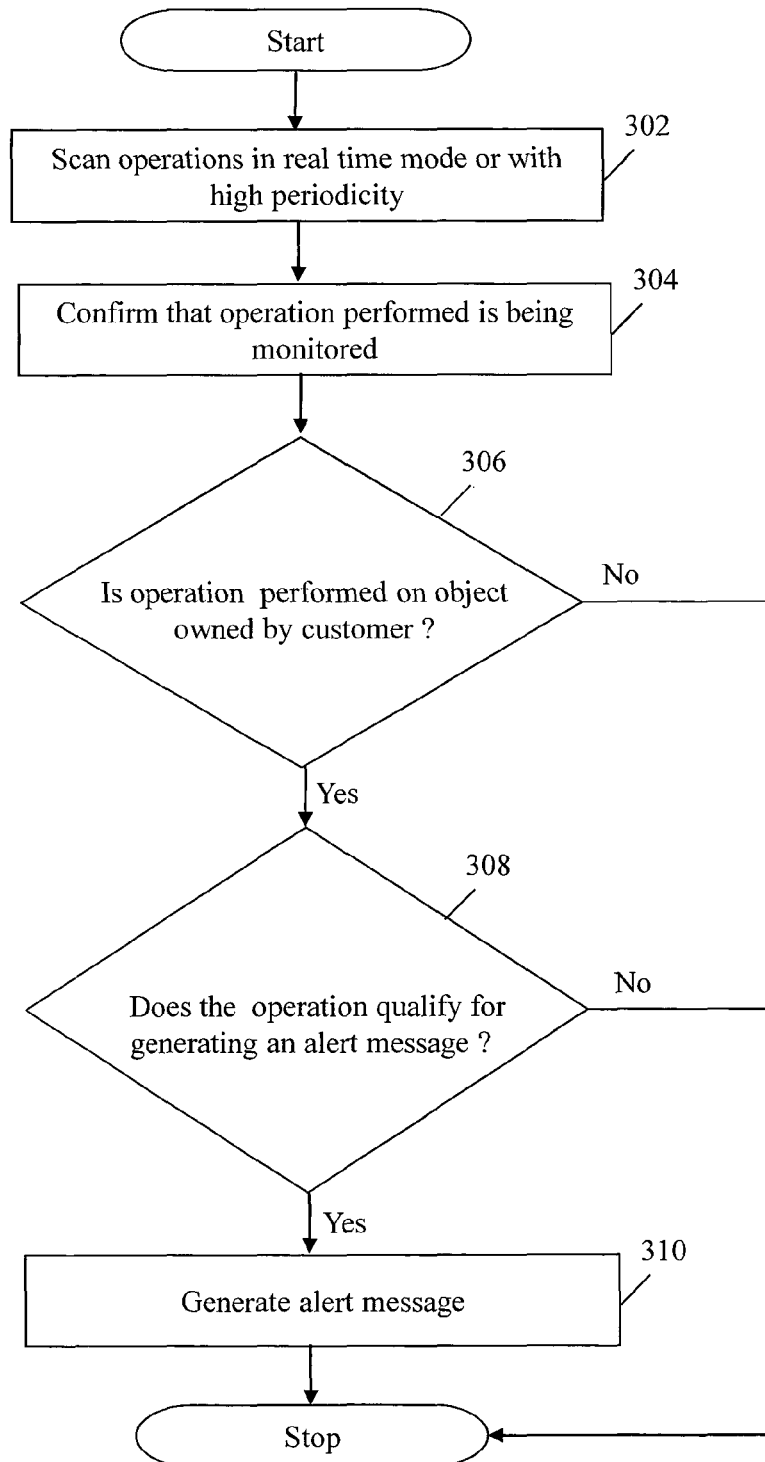 Start
302
Scan operations in real time mode or with
high periodicity
304
Confirm that operation performed is being
monitored
306
Is operation performed on object
owned by customer ?
No
Yes
308
Does the operation qualify for
generating an alert message ?
No
Yes
310
Generate alert message
Stop